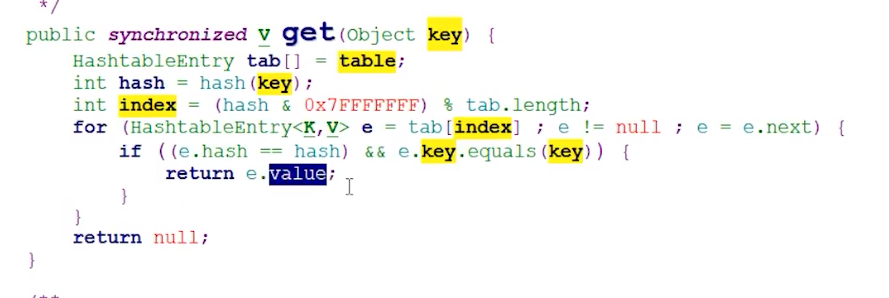 */
public synchronized V get(Object key) {
HashtableEntry tab[] = table;
int hash = hash(key);
int index = (hash & 0x7FFFFFFF) % tab.length;
for (HashtableEntry<K,V> e = tab[index] ; e != null ; e = e.next) {
if ((e.hash == hash) && e.key.equals(key)) {
return e.value;
}
}
return null;
}
/**